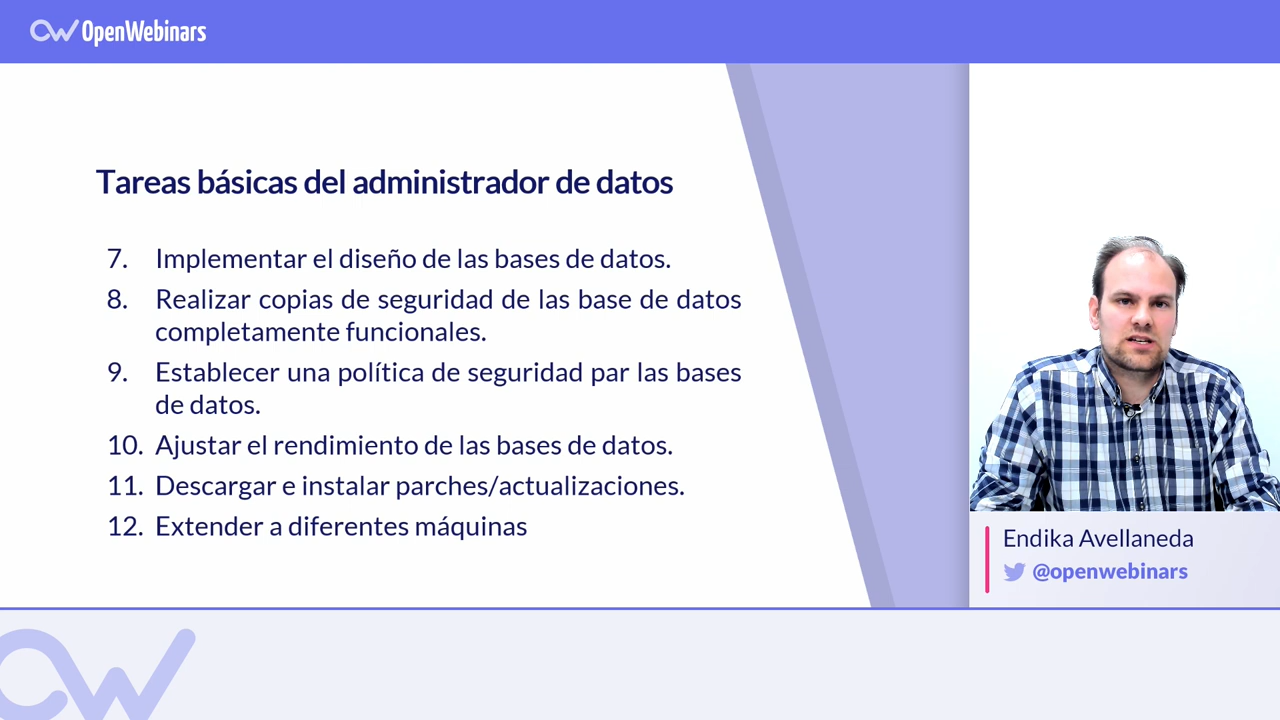 OpenWebinars
Tareas básicas del administrador de datos
7. Implementar el diseño de las bases de datos.
8. Realizar copias de seguridad de las base de datos
completamente funcionales.
9. Establecer una política de seguridad par las bases
de datos.
10. Ajustar el rendimiento de las bases de datos.
11. Descargar e instalar parches/actualizaciones.
12. Extender a diferentes máquinas
Endika Avellaneda
@openwebinars